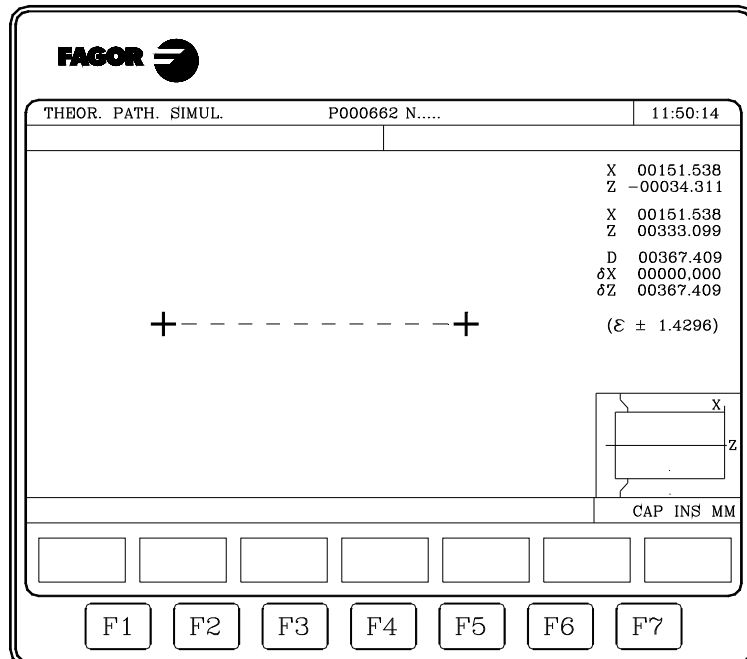 FAGOR
THEOR. PATH. SIMUL. P000662 N..... 11:50:14
X 00151.538
Z -00034.311
X 00151.538
Z 00333.099
D 00367.409
δX 00000,000
δZ 00367.409
(ε ± 1.4296)
X
Z
CAP INS MM
F1 F2 F3 F4 F5 F6 F7